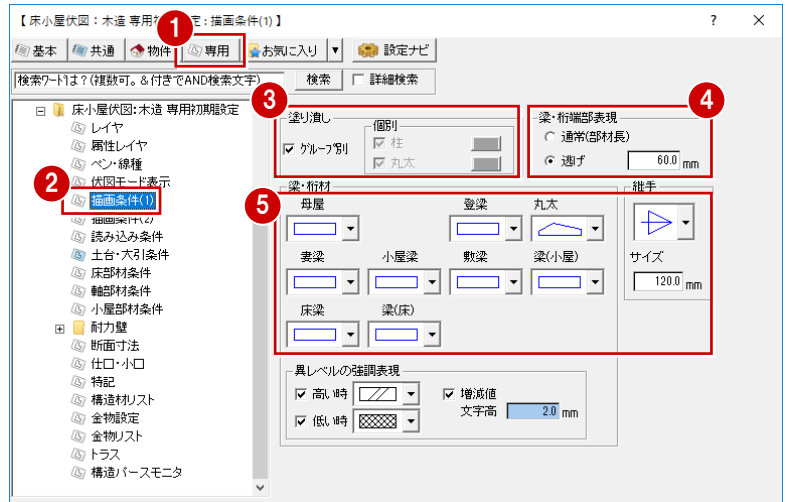 【床小屋伏図：木造 専用初期設定：描画条件(1)】
? ×
1
基本 共通 物件 専用 お気に入り ▼ 設定ナビ
検索ワードは？(複数可。&付きでAND検索文字) 検索 詳細検索
床小屋伏図：木造 専用初期設定
レイヤ
属性レイヤ
ペン・線種
伏図モード表示
2
描画条件(1)
描画条件(2)
読み込み条件
土台・大引条件
床部材条件
軸部材条件
小屋部材条件
耐力壁
断面寸法
仕口・小口
特記
構造材リスト
金物設定
金物リスト
トラス
構造パースモニタ
3
塗り潰し
グループ別
個別
柱
丸太
4
梁・桁端部表現
通常(部材長)
逃げ 60.0 mm
5
梁・桁材
母屋 登梁 丸太
妻梁 小屋梁 敷梁 梁(小屋)
床梁 梁(床)
継手
サイズ
120.0 mm
異レベルの強調表現
高い時
低い時
増減値
文字高 2.0 mm